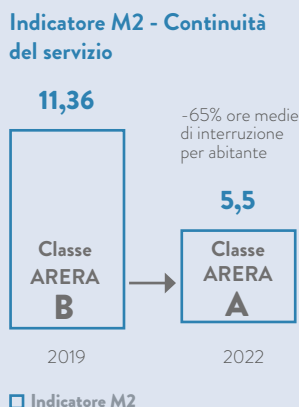 Indicatore M2 - Continuità
del servizio
11,36
-65% ore medie
di interruzione
per abitante
5,5
Classe
ARERA
B
Classe
ARERA
A
2019
2022
Indicatore M2